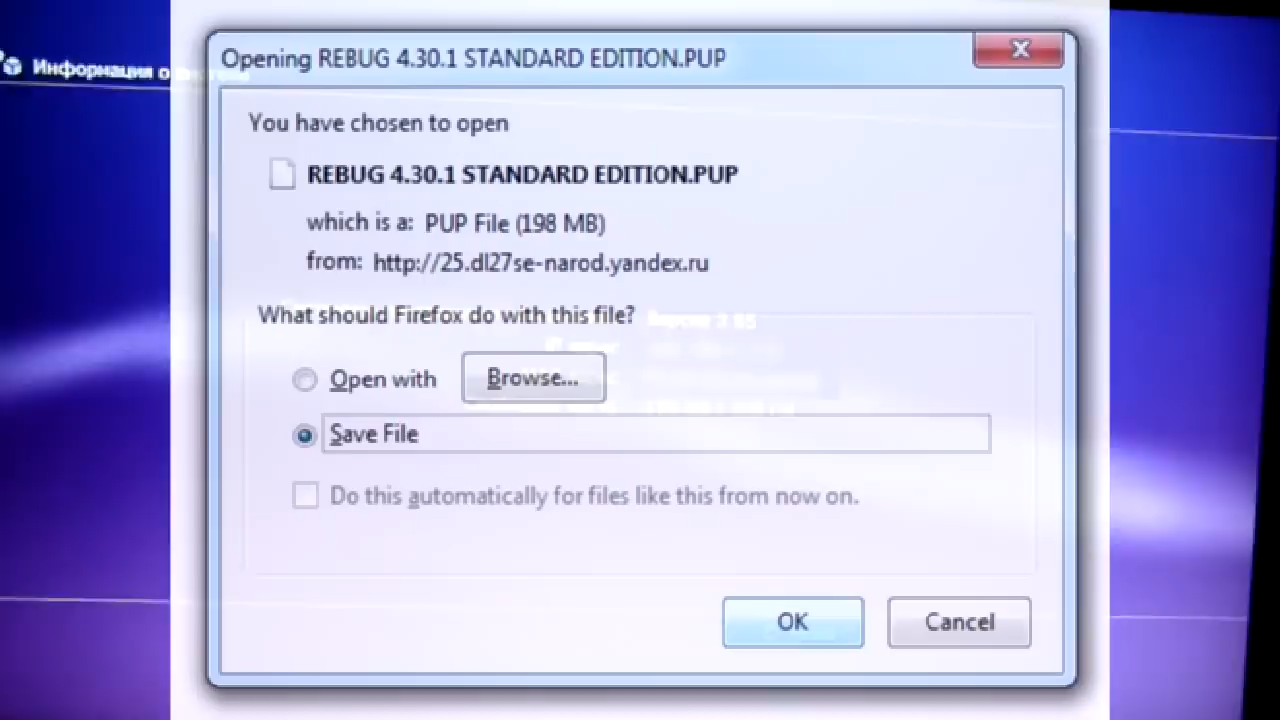 Информация о системе
Opening REBUG 4.30.1 STANDARD EDITION.PUP
You have chosen to open
REBUG 4.30.1 STANDARD EDITION.PUP
which is a: PUP File (198 MB)
from: http://25.dl27se-narod.yandex.ru
What should Firefox do with this file?
Open with
Browse...
Save File
Do this automatically for files like this from now on.
OK
Cancel